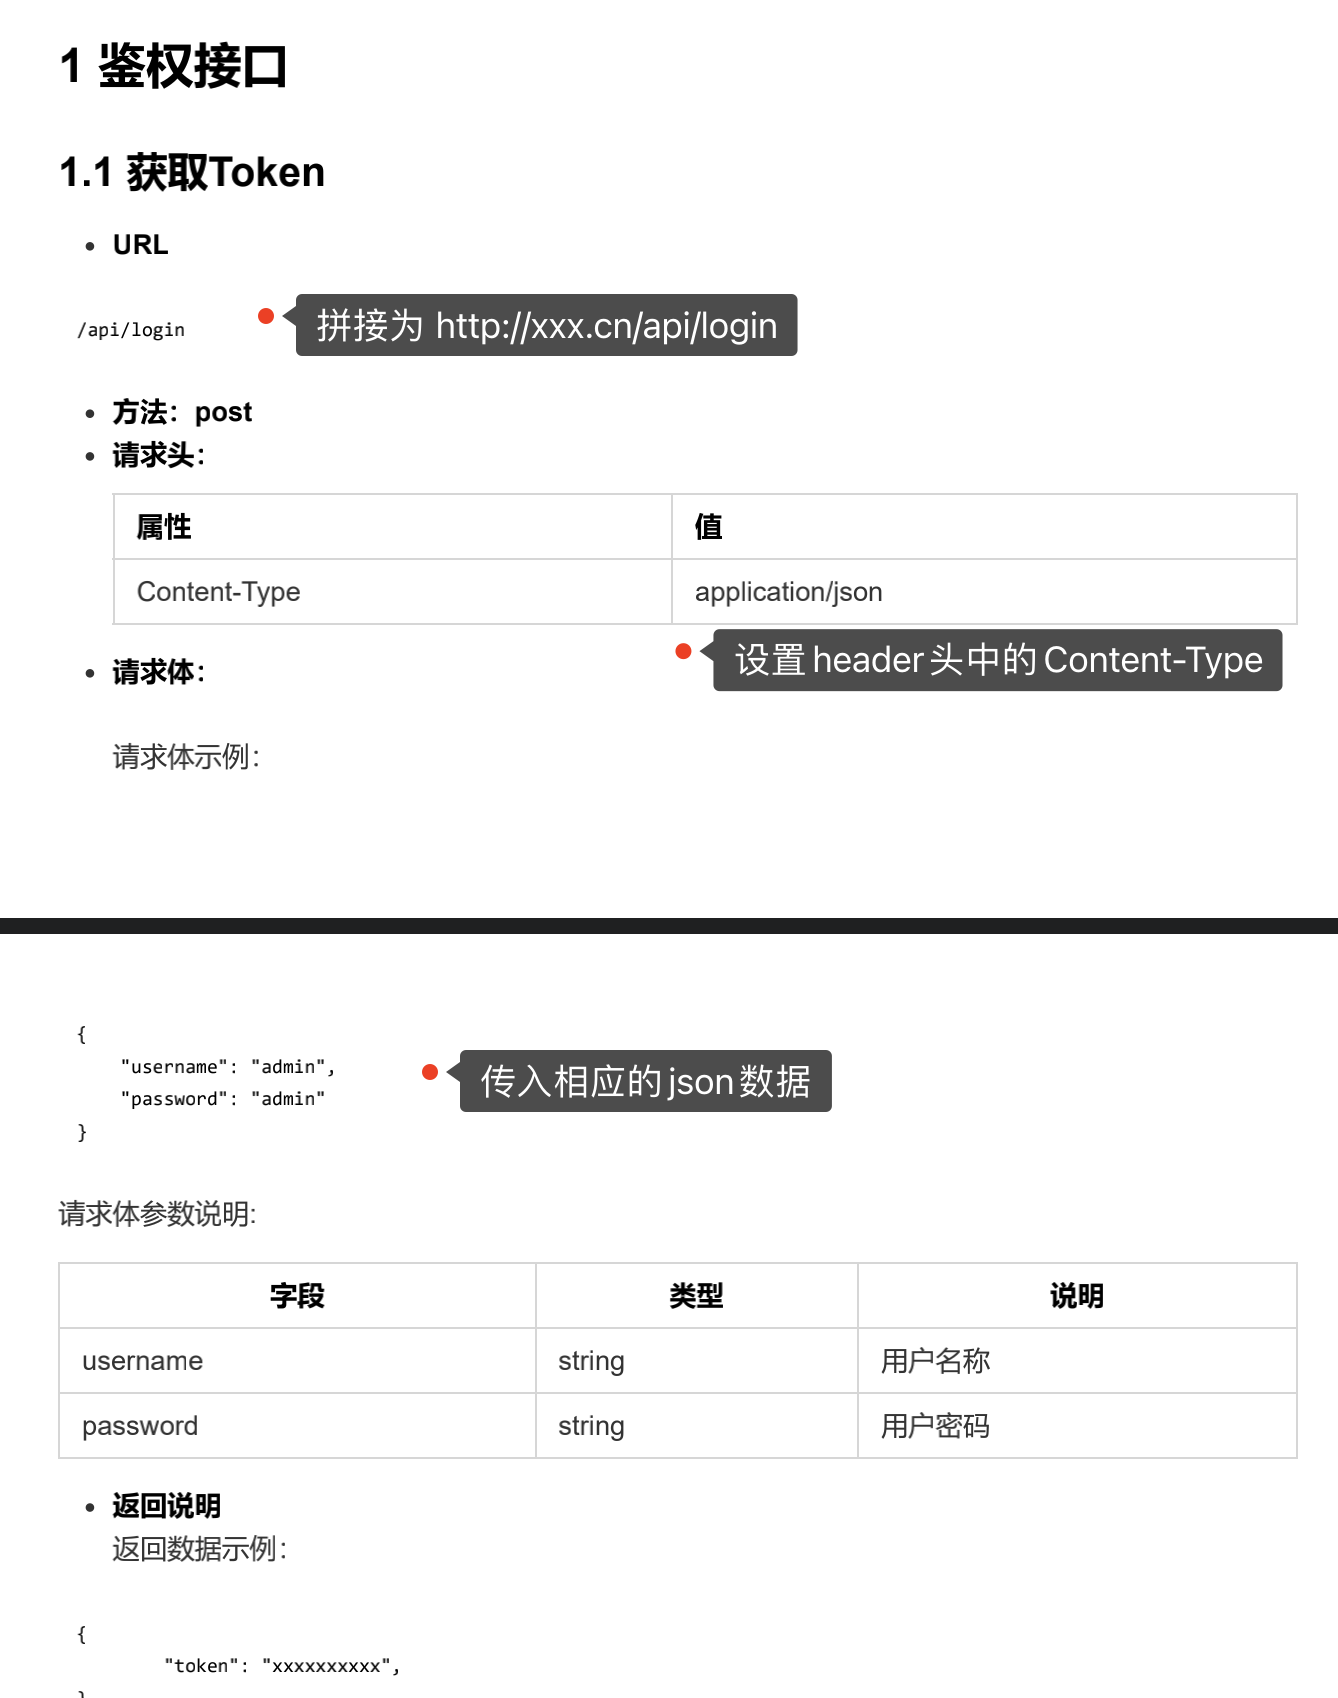 1 鉴权接口
1.1 获取Token
• URL
/api/login
拼接为 http://xxx.cn/api/login
• 方法：post
• 请求头：
属性 值
Content-Type application/json
设置header头中的Content-Type
• 请求体：
请求体示例：
{
"username": "admin",
传入相应的json数据
"password": "admin"
}
请求体参数说明:
字段 类型 说明
username string 用户名称
password string 用户密码
• 返回说明
返回数据示例：
{
"token": "xxxxxxxxxx",
}